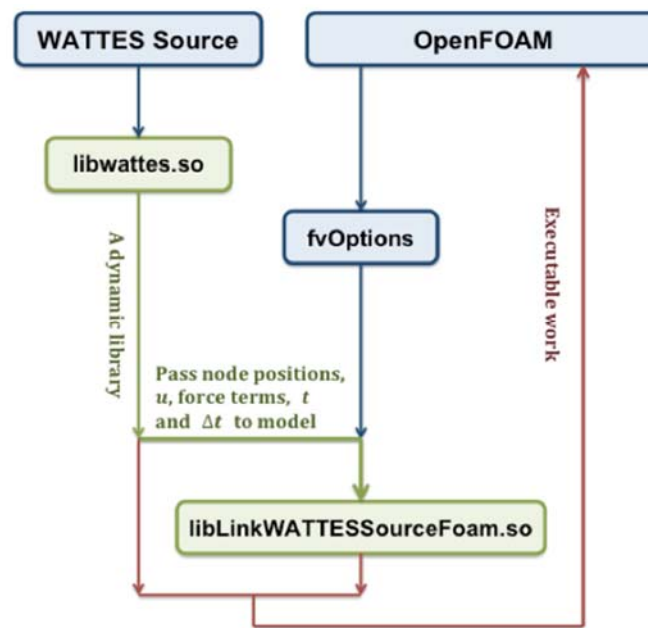 WATTES Source
OpenFOAM
libwattes.so
fvOptions
A dynamic library
Executable work
Pass node positions,
u, force terms, t
and Δt to model
libLinkWATTESSourceFoam.so